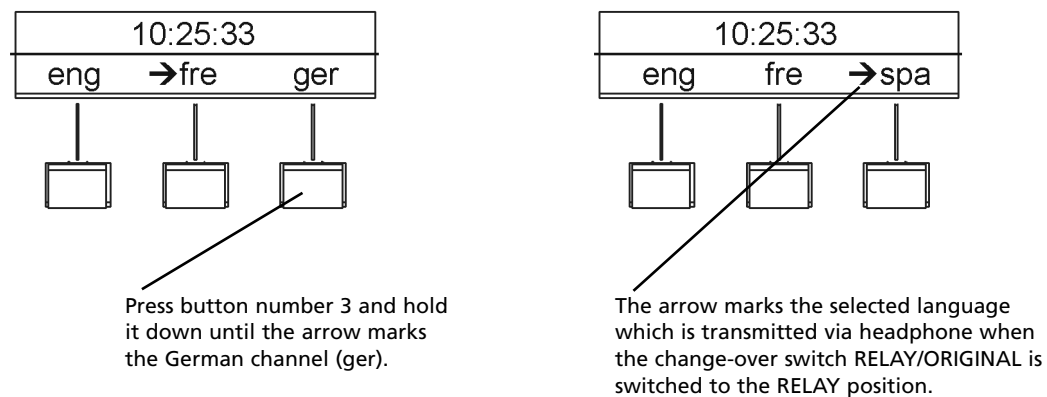 10:25:33
eng →fre ger
Press button number 3 and hold
it down until the arrow marks
the German channel (ger).
10:25:33
eng fre →spa
The arrow marks the selected language
which is transmitted via headphone when
the change-over switch RELAY/ORIGINAL is
switched to the RELAY position.